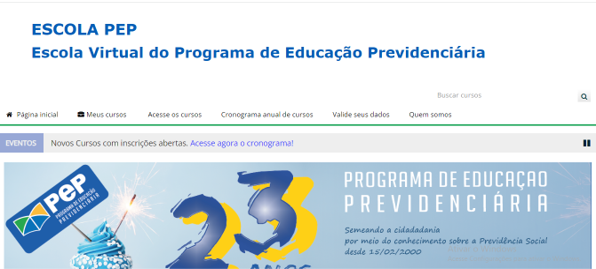 ESCOLA PEP
Escola Virtual do Programa de Educação Previdenciária
Buscar cursos
Página inicial Meus cursos Acesse os cursos Cronograma anual de cursos Valide seus dados Quem somos
EVENTOS Novos Cursos com inscrições abertas. Acesse agora o cronograma!
PeP
PROGRAMA DE EDUCAÇÃO
PREVIDENCIÁRIA
23
ANOS
PROGRAMA DE EDUCAÇÃO
PREVIDENCIÁRIA
Semeando a cidadadania
por meio do conhecimento sobre a Previdência Social
desde 15/02/2000